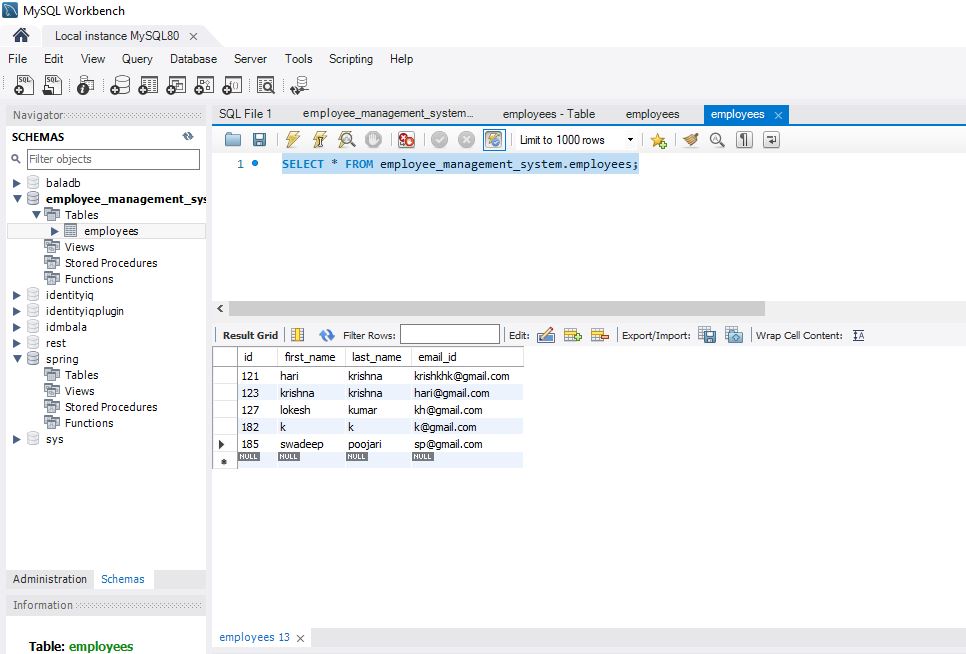 MySQL Workbench
Local instance MySQL80
File Edit View Query Database Server Tools Scripting Help
Navigator
SCHEMAS
Filter objects
baladb
employee_management_sys
Tables
employees
Views
Stored Procedures
Functions
identityiq
identityiqplugin
idmbala
rest
spring
Tables
Views
Stored Procedures
Functions
sys
Administration Schemas
Information
Table: employees
SQL File 1 employee_management_system... employees - Table employees employees
Limit to 1000 rows
1 SELECT * FROM employee_management_system.employees;
Result Grid Filter Rows: Edit: Export/Import: Wrap Cell Content:
id first_name last_name email_id
121 hari krishna krishkhk@gmail.com
123 krishna krishna hari@gmail.com
127 lokesh kumar kh@gmail.com
182 k k k@gmail.com
185 swadeep poojari sp@gmail.com
NULL NULL NULL NULL
employees 13